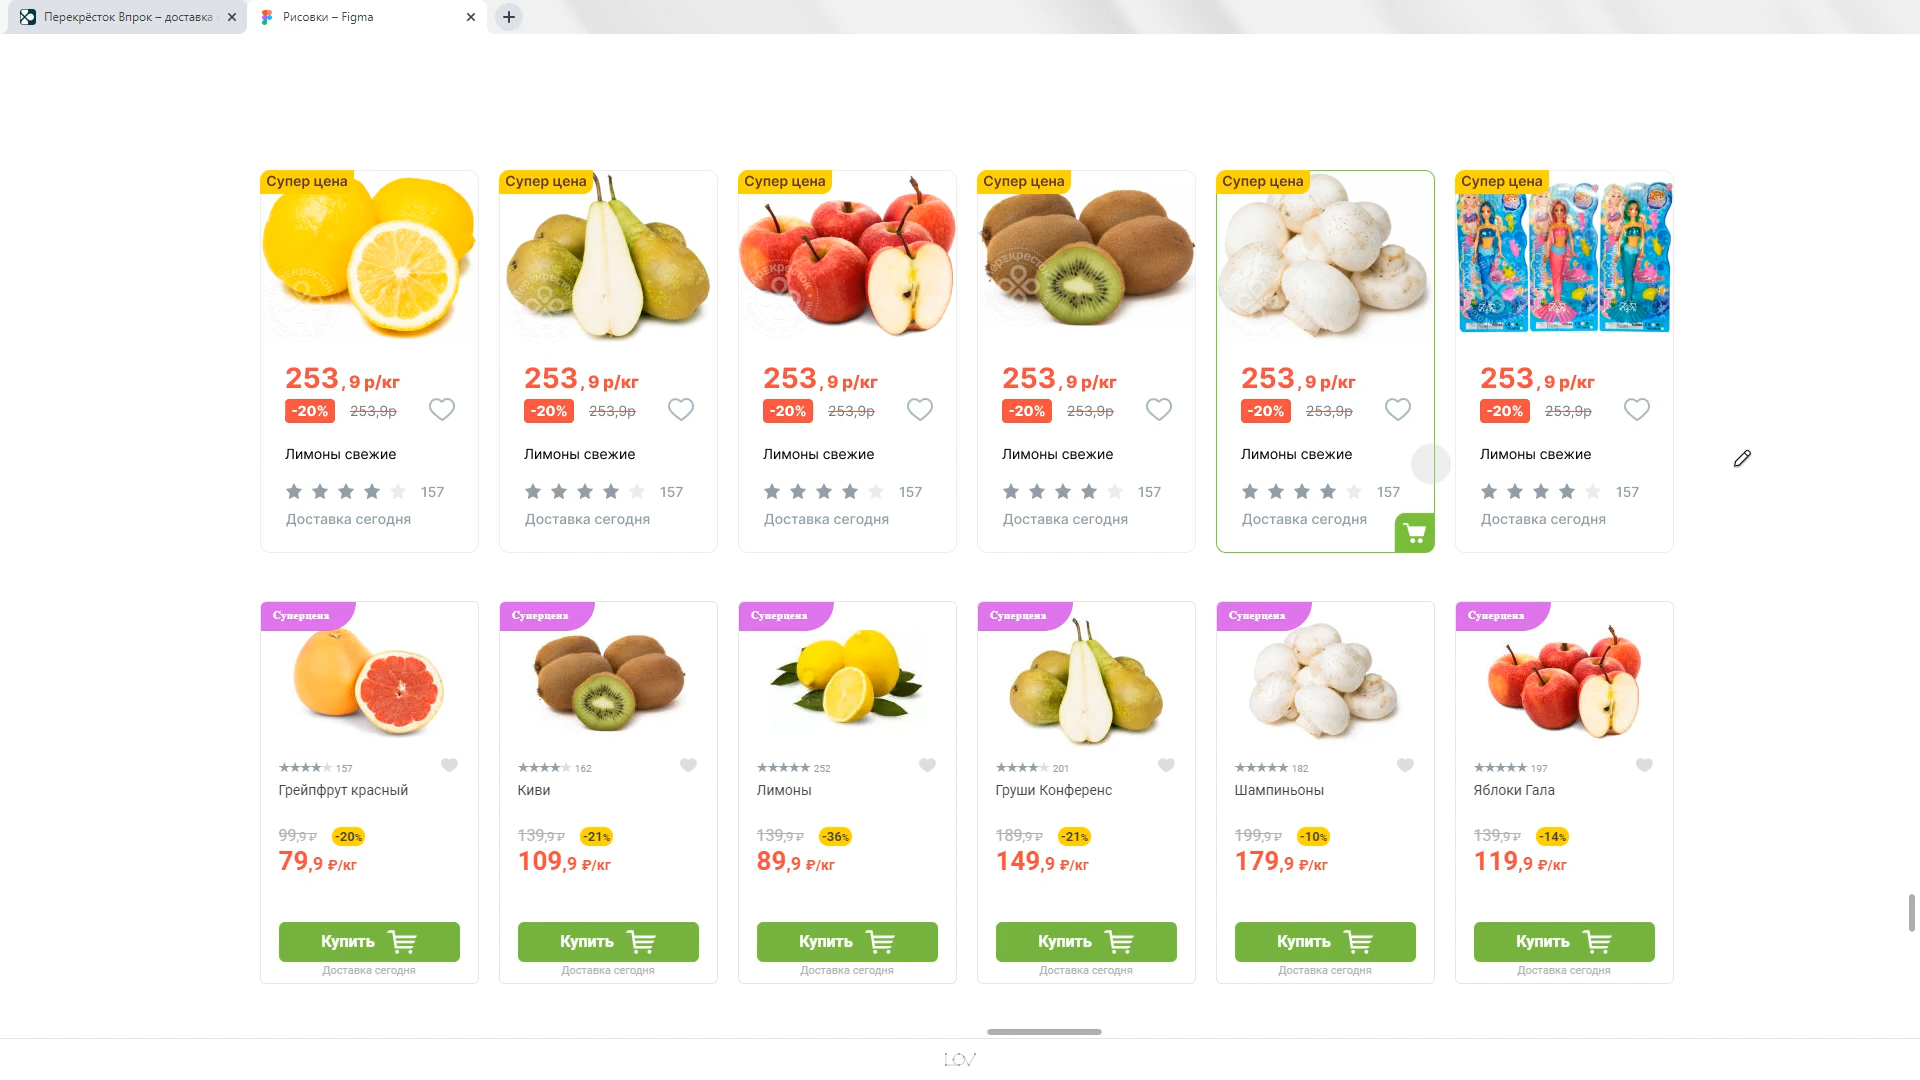 Перекрёсток Впрок – доставка
Рисовки – Figma
Супер цена
Супер цена
Супер цена
Супер цена
Супер цена
Супер цена
253, 9 р/кг
253, 9 р/кг
253, 9 р/кг
253, 9 р/кг
253, 9 р/кг
253, 9 р/кг
-20% 253,9р
-20% 253,9р
-20% 253,9р
-20% 253,9р
-20% 253,9р
-20% 253,9р
Лимоны свежие
Лимоны свежие
Лимоны свежие
Лимоны свежие
Лимоны свежие
Лимоны свежие
157
157
157
157
157
157
Доставка сегодня
Доставка сегодня
Доставка сегодня
Доставка сегодня
Доставка сегодня
Доставка сегодня
Суперцена
Суперцена
Суперцена
Суперцена
Суперцена
Суперцена
157
162
252
201
182
197
Грейпфрут красный
Киви
Лимоны
Груши Конференс
Шампиньоны
Яблоки Гала
99,9 ₽ -20%
139,9 ₽ -21%
139,9 ₽ -36%
189,9 ₽ -21%
199,9 ₽ -10%
139,9 ₽ -14%
79,9 ₽/кг
109,9 ₽/кг
89,9 ₽/кг
149,9 ₽/кг
179,9 ₽/кг
119,9 ₽/кг
Купить
Купить
Купить
Купить
Купить
Купить
Доставка сегодня
Доставка сегодня
Доставка сегодня
Доставка сегодня
Доставка сегодня
Доставка сегодня
LOV